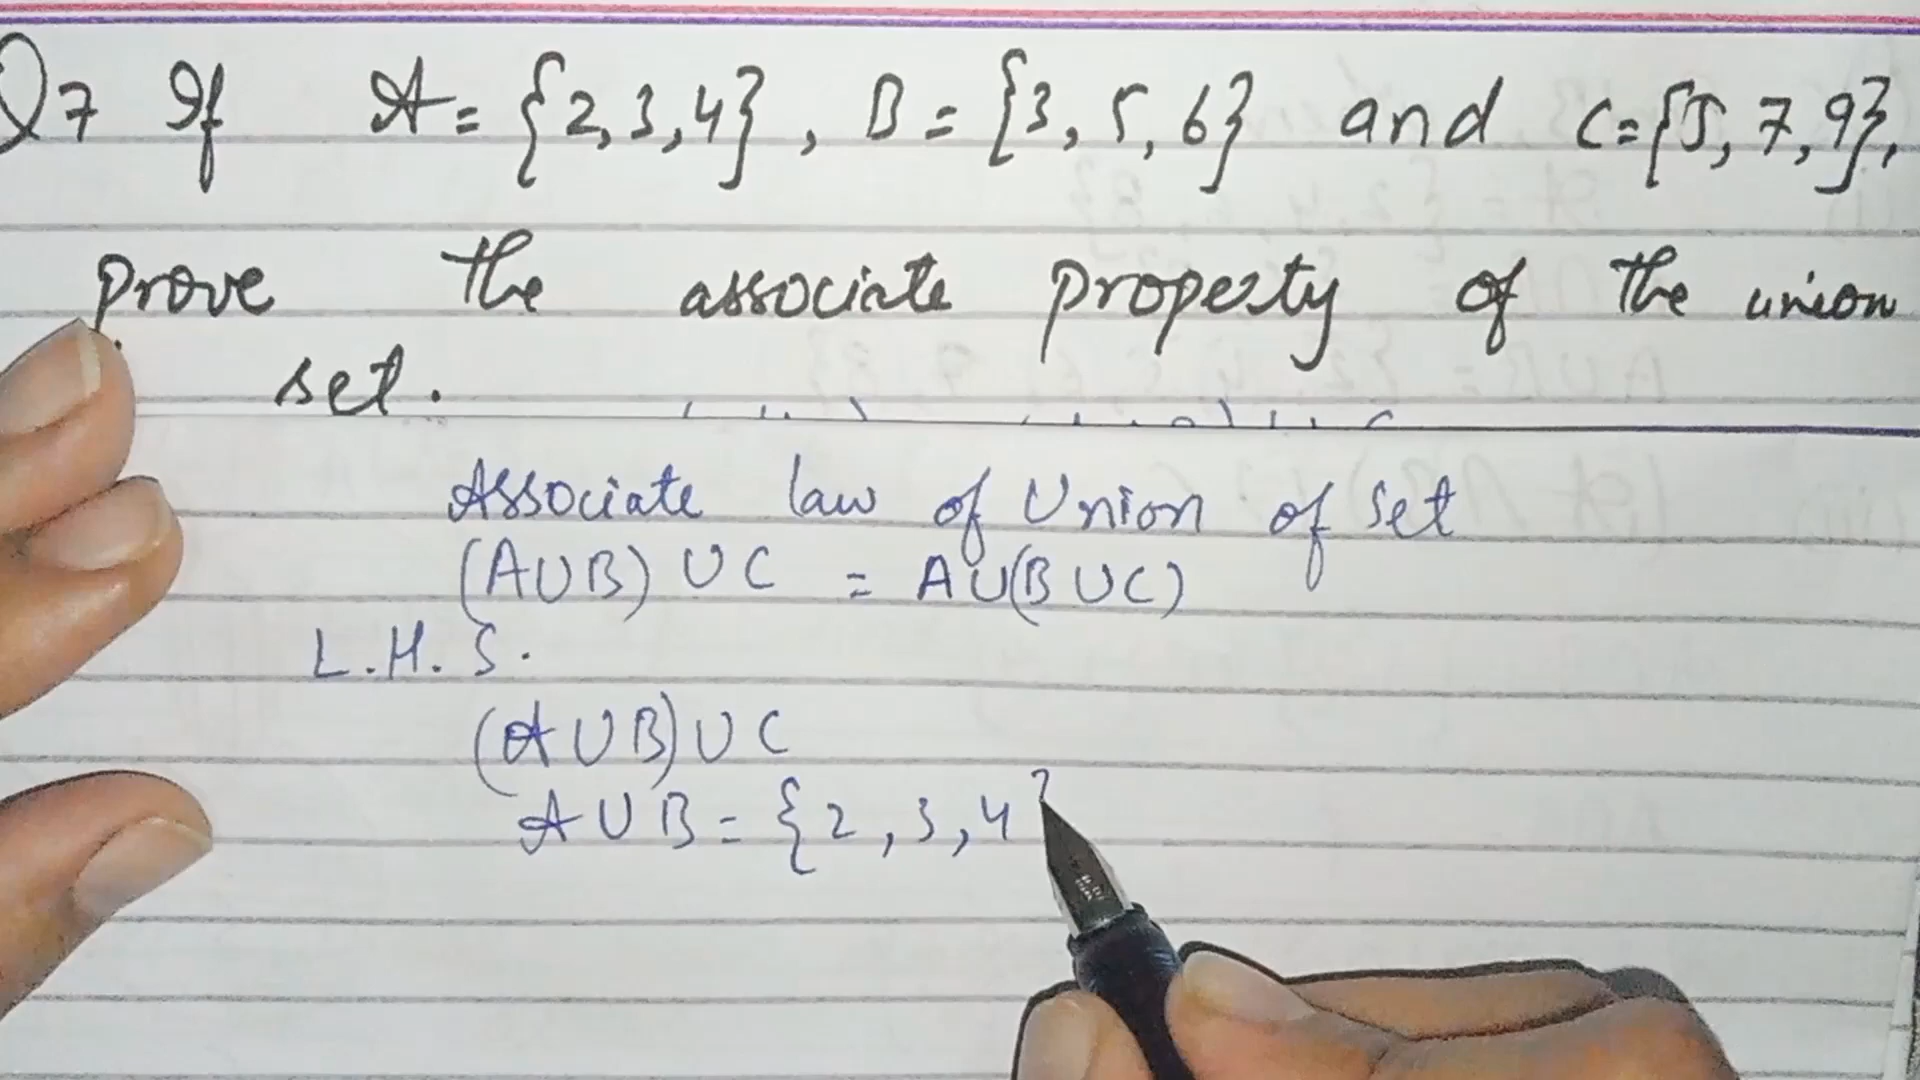 Q7 If A = {2,3,4}, B = {3, 5, 6} and C={5, 7, 9},
prove the associate property of the union
set.
Associate law of Union of Set
(A∪B) ∪ C = A∪(B ∪C)
L.H.S.
(A∪B)∪C
A∪B = {2, 3, 4}